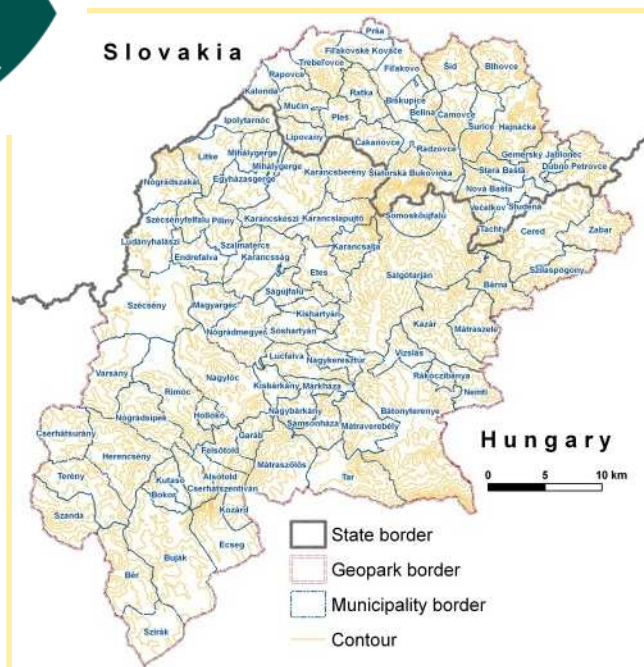 Slovakia
Prša
Fiľakovské Kováče
Trebeľovce
Rapovce
Fiľakovo
Šíd
Blhovce
Kalonda
Ratka
Biskupice
Mučín
Pleš
Belina
Čamovce
Ipolytarnóc
Šurice
Hajnáčka
Lipovany
Čakanovce
Radzovce
Gemerský Jablonec
Litke
Mihálygerge
Mihálygerge
Karancsberény
Šiatorská Bukovinka
Stará Bašta
Dubno Petrovce
Nógrádszakál
Egyházasgerge
Nová Bašta
Večelkov Studená
Szécsényfelfalu
Piliny
Karancskeszi
Karancslapujtő
Somoskőújfalu
Tachty
Cered
Zabar
Ludányhalászi
Szalmatercs
Karancsalja
Endrefalva
Karancsság
Etes
Salgótarján
Szilaspogony
Bárna
Ságújfalu
Szécsény
Magyargéc
Kishartyán
Nógrádmegyer
Sóshartyán
Kazár
Mátraszele
Lucfalva
Nagykeresztúr
Vizslás
Varsány
Nagylóc
Rákóczibánya
Rimóc
Kisbárkány
Márkháza
Nemti
Nógrádsipek
Hollókő
Nagybárkány
Bátonyterenye
Sámsonháza
Mátraverebély
Cserhátsurány
Garáb
Herencsény
Felsőtold
Hungary
Mátraszőlős
Terény
Kutasó
Alsótold
Tar
Cserhátszentiván
Bokor
0 5 10 km
Szanda
Kozárd
Ecseg
State border
Buják
Geopark border
Bér
Municipality border
Szirák
Contour